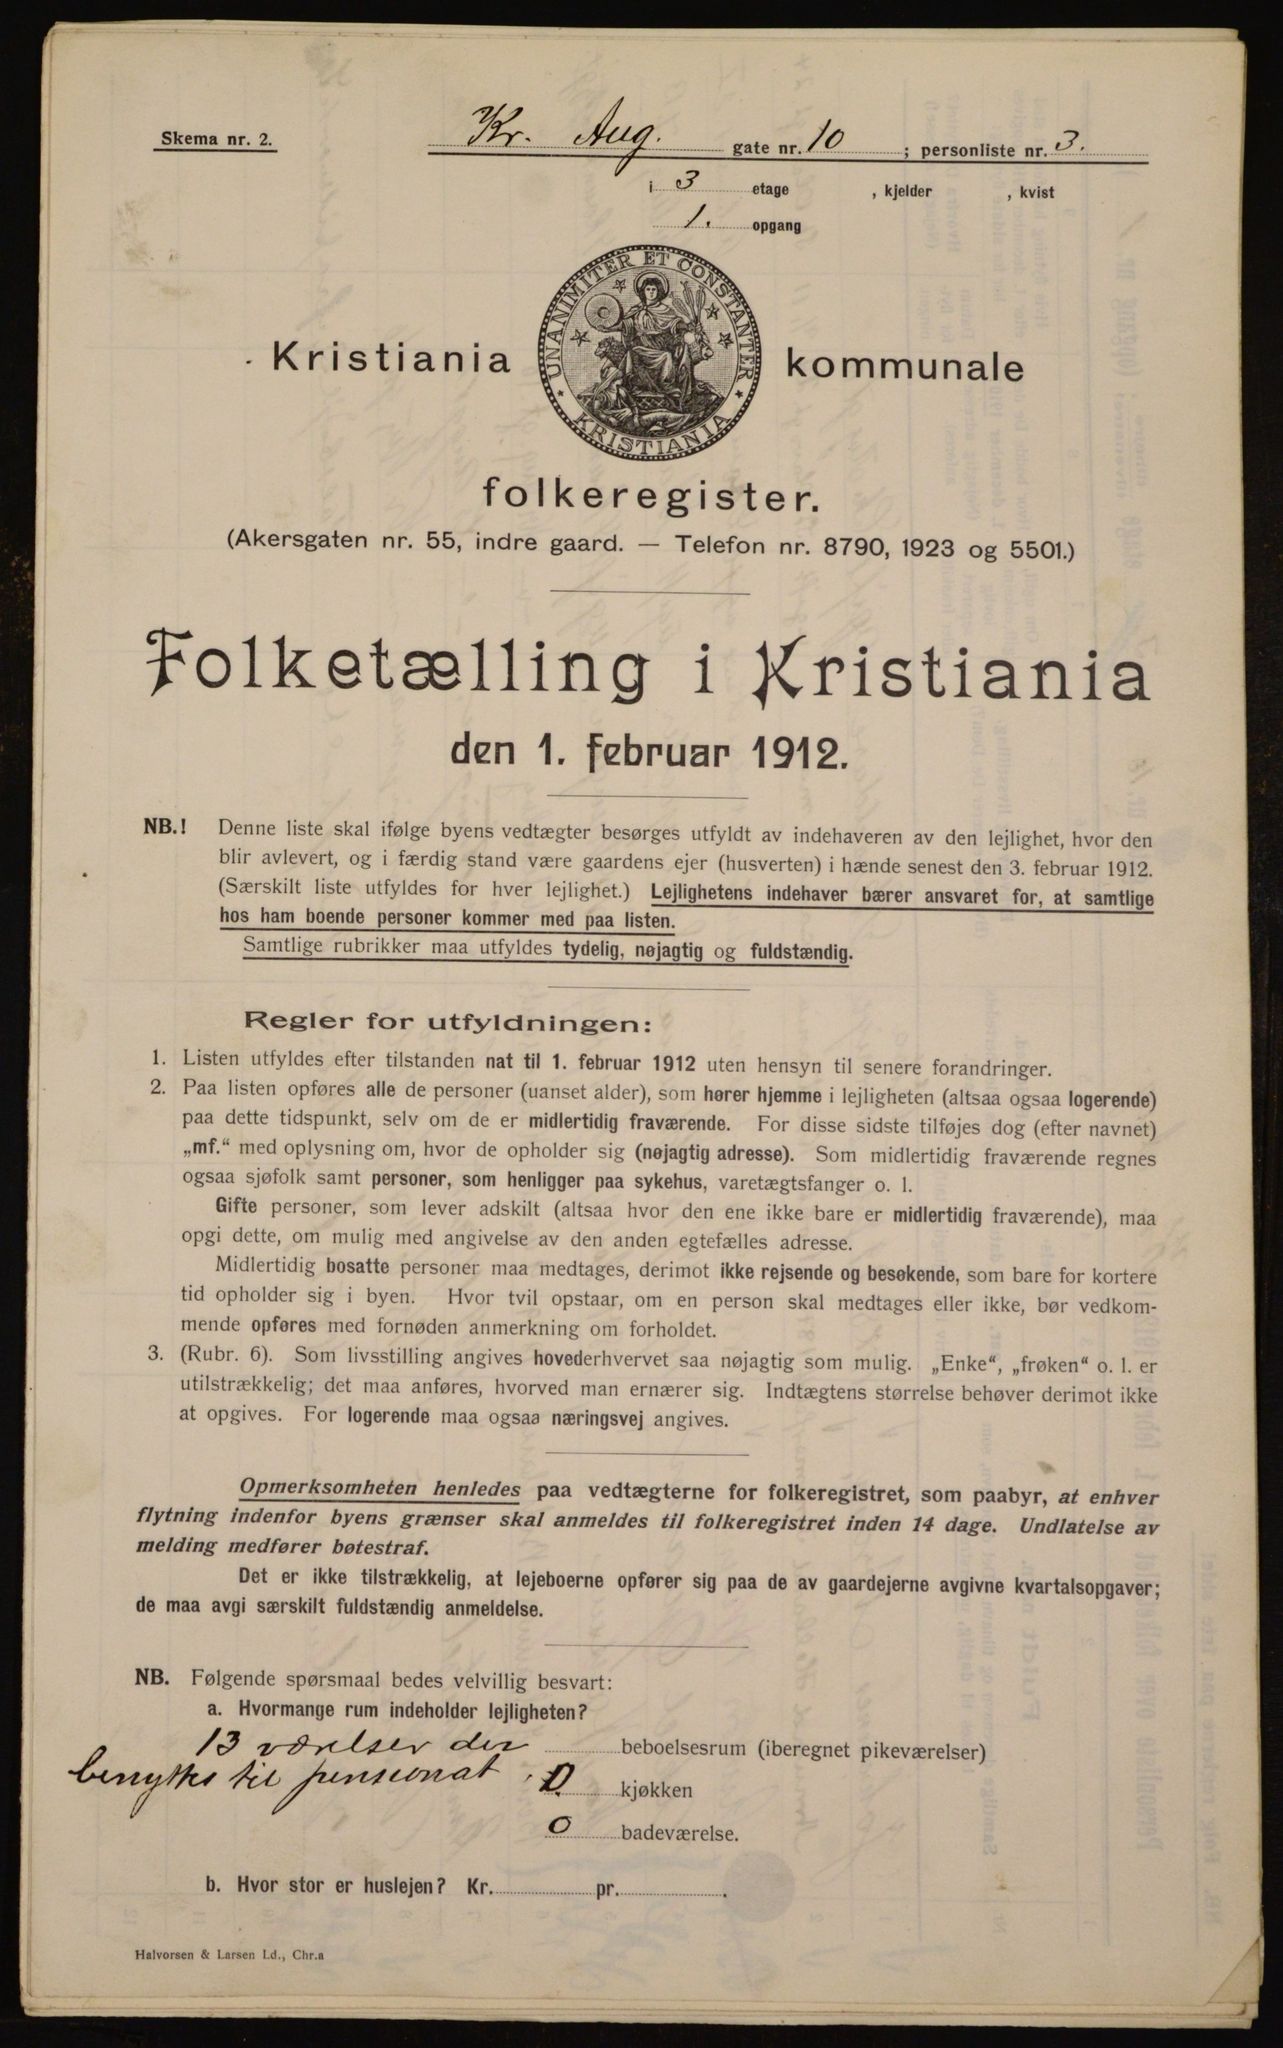 Skema nr. 2.
Kr. Aug. gate nr. 10 ; personliste nr. 3.
i 3 etage , kjelder , kvist
1. opgang
UNANIMITER ET CONSTANTER
KRISTIANIA
Kristiania kommunale
folkeregister.
(Akersgaten nr. 55, indre gaard. — Telefon nr. 8790, 1923 og 5501.)
Folketælling i Kristiania
den 1. februar 1912.
NB.! Denne liste skal ifølge byens vedtægter besørges utfyldt av indehaveren av den lejlighet, hvor den
blir avlevert, og i færdig stand være gaardens ejer (husverten) i hænde senest den 3. februar 1912.
(Særskilt liste utfyldes for hver lejlighet.) Lejlighetens indehaver bærer ansvaret for, at samtlige
hos ham boende personer kommer med paa listen.
Samtlige rubrikker maa utfyldes tydelig, nøjagtig og fuldstændig.
Regler for utfyldningen:
1. Listen utfyldes efter tilstanden nat til 1. februar 1912 uten hensyn til senere forandringer.
2. Paa listen opføres alle de personer (uanset alder), som hører hjemme i lejligheten (altsaa ogsaa logerende)
paa dette tidspunkt, selv om de er midlertidig fraværende. For disse sidste tilføjes dog (efter navnet)
„mf.“ med oplysning om, hvor de opholder sig (nøjagtig adresse). Som midlertidig fraværende regnes
ogsaa sjøfolk samt personer, som henligger paa sykehus, varetægtsfanger o. l.
Gifte personer, som lever adskilt (altsaa hvor den ene ikke bare er midlertidig fraværende), maa
opgi dette, om mulig med angivelse av den anden egtefælles adresse.
Midlertidig bosatte personer maa medtages, derimot ikke rejsende og besøkende, som bare for kortere
tid opholder sig i byen. Hvor tvil opstaar, om en person skal medtages eller ikke, bør vedkom-
mende opføres med fornøden anmerkning om forholdet.
3. (Rubr. 6). Som livsstilling angives hovederhvervet saa nøjagtig som mulig. „Enke“, „frøken“ o. l. er
utilstrækkelig; det maa anføres, hvorved man ernærer sig. Indtægtens størrelse behøver derimot ikke
at opgives. For logerende maa ogsaa næringsvej angives.
Opmerksomheten henledes paa vedtægterne for folkeregistret, som paabyr, at enhver
flytning indenfor byens grænser skal anmeldes til folkeregistret inden 14 dage. Undlatelse av
melding medfører bøtestraf.
Det er ikke tilstrækkelig, at lejeboerne opfører sig paa de av gaardejerne avgivne kvartalsopgaver;
de maa avgi særskilt fuldstændig anmeldelse.
NB. Følgende spørsmaal bedes velvillig besvart:
a. Hvormange rum indeholder lejligheten?
13 værelser der beboelsesrum (iberegnet pikeværelser)
benyttes til pensionat. 0 kjøkken
0 badeværelse.
b. Hvor stor er huslejen? Kr. pr. .
Halvorsen & Larsen Ld., Chr.a